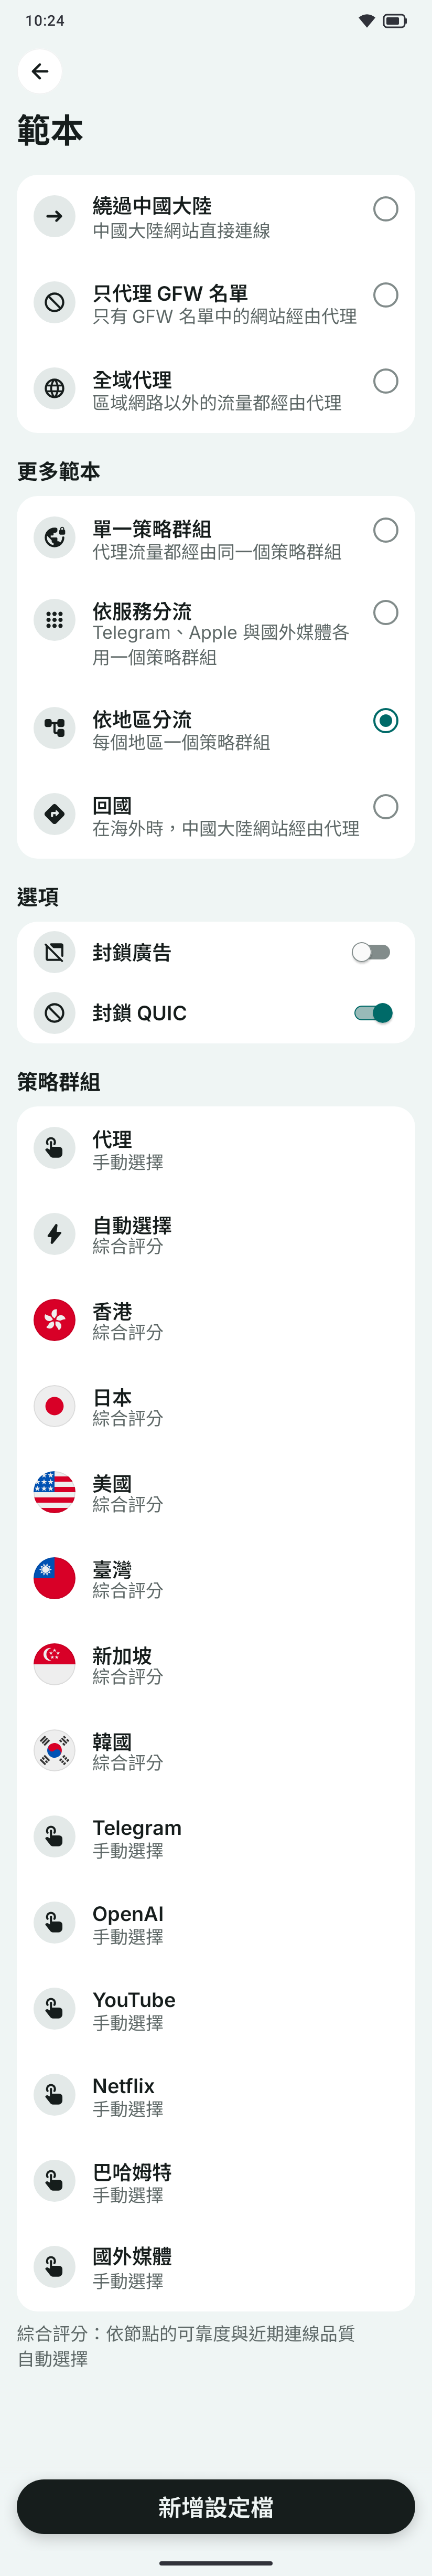 10:24
範本
繞過中國大陸
中國大陸網站直接連線
只代理 GFW 名單
只有 GFW 名單中的網站經由代理
全域代理
區域網路以外的流量都經由代理
更多範本
單一策略群組
代理流量都經由同一個策略群組
依服務分流
Telegram、Apple 與國外媒體各
用一個策略群組
依地區分流
每個地區一個策略群組
回國
在海外時，中國大陸網站經由代理
選項
封鎖廣告
封鎖 QUIC
策略群組
代理
手動選擇
自動選擇
綜合評分
香港
綜合評分
日本
綜合評分
美國
綜合評分
臺灣
綜合評分
新加坡
綜合評分
韓國
綜合評分
Telegram
手動選擇
OpenAI
手動選擇
YouTube
手動選擇
Netflix
手動選擇
巴哈姆特
手動選擇
國外媒體
手動選擇
綜合評分：依節點的可靠度與近期連線品質
自動選擇
新增設定檔